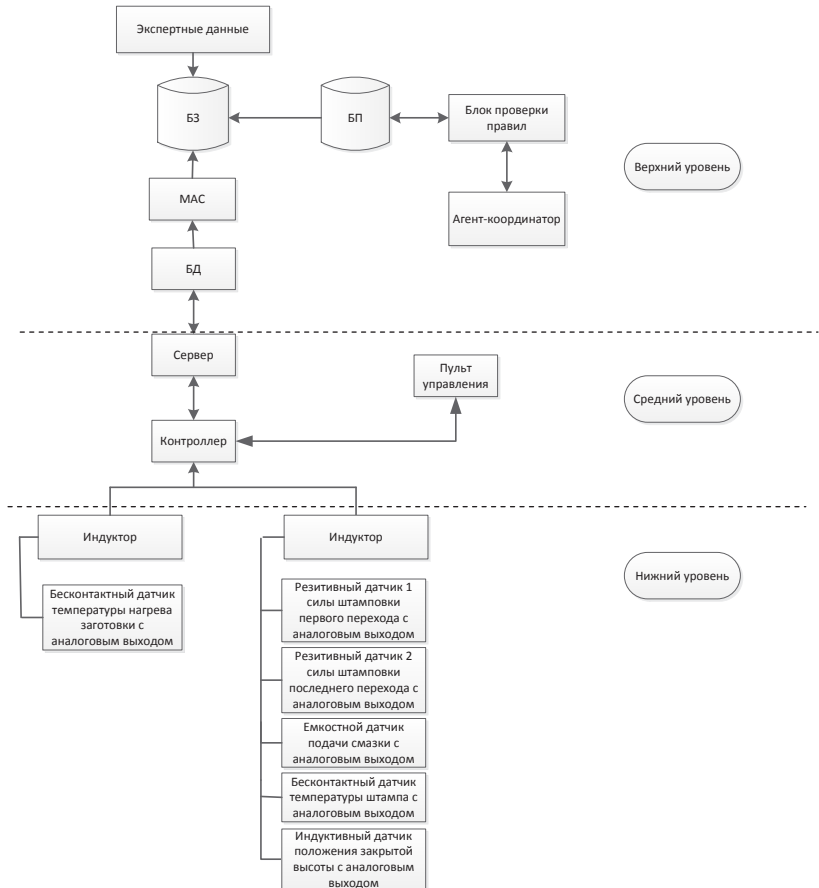 Экспертные данные
БЗ
БП
Блок проверки
правил
Верхний уровень
МАС
Агент-координатор
БД
Сервер
Пульт
управления
Средний уровень
Контроллер
Индуктор
Индуктор
Нижний уровень
Бесконтактный датчик
температуры нагрева
заготовки с
аналоговым выходом
Резитивный датчик 1
силы штамповки
первого перехода с
аналоговым выходом
Резитивный датчик 2
силы штамповки
последнего перехода с
аналоговым выходом
Емкостной датчик
подачи смазки с
аналоговым выходом
Бесконтактный датчик
температуры штампа с
аналоговым выходом
Индуктивный датчик
положения закрытой
высоты с аналоговым
выходом